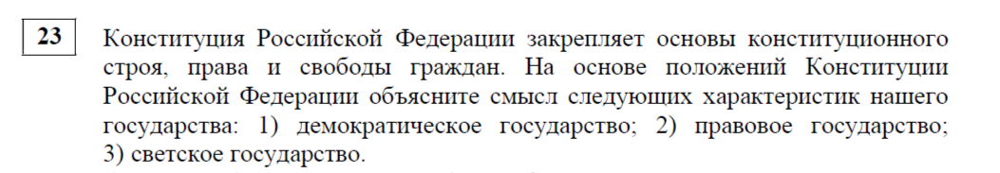 23
Конституция Российской Федерации закрепляет основы конституционного
строя, права и свободы граждан. На основе положений Конституции
Российской Федерации объясните смысл следующих характеристик нашего
государства: 1) демократическое государство; 2) правовое государство;
3) светское государство.